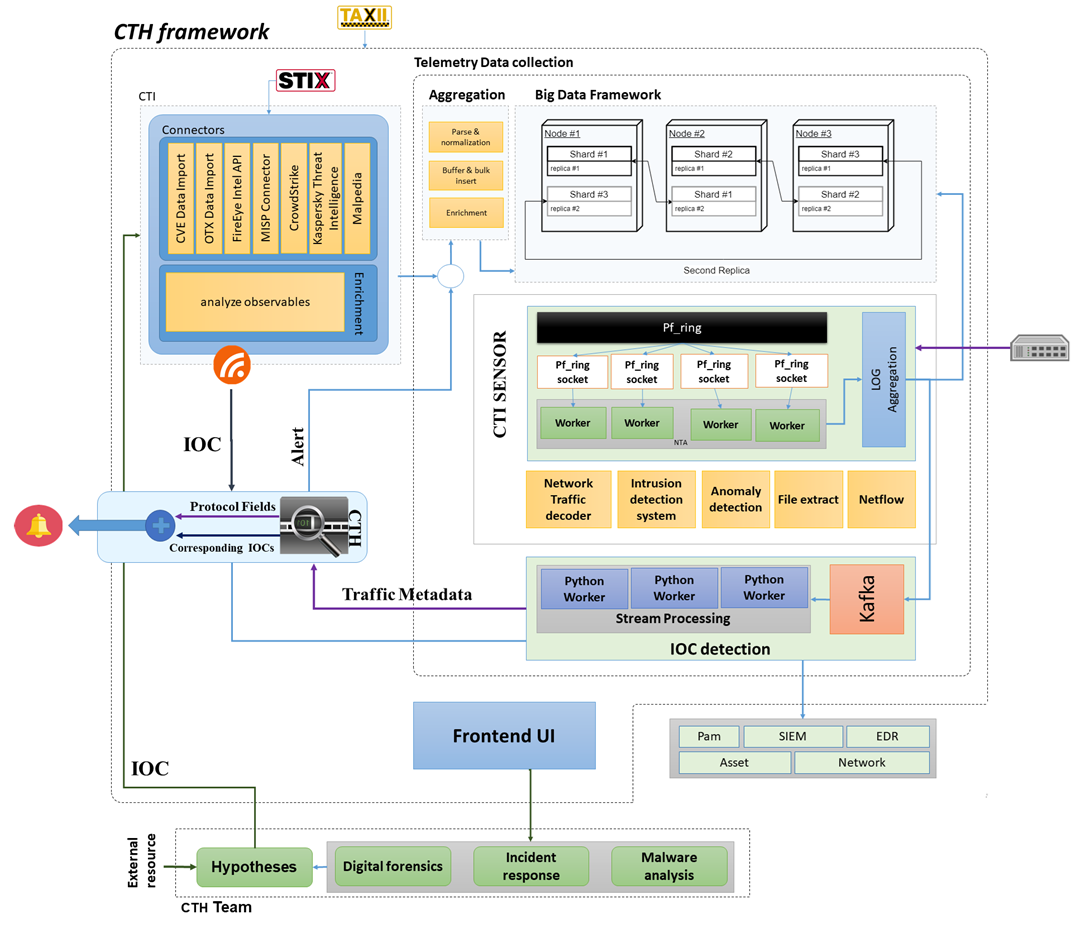 TAXII
CTH framework
Telemetry Data collection
STIX
CTI
Connectors
CVE Data Import
OTX Data Import
FireEye Intel API
MISP Connector
CrowdStrike
Kaspersky Threat
Intelligence
Malpedia
analyze observables
Enrichment
Aggregation
Parse &
normalization
Buffer & bulk
insert
Enrichment
Big Data Framework
Node #1
Shard #1
replica #1
Shard #3
replica #2
Node #2
Shard #2
replica #1
Shard #1
replica #2
Node #3
Shard #3
replica #1
Shard #2
replica #2
Second Replica
CTI SENSOR
Pf_ring
Pf_ring
socket
Pf_ring
socket
Pf_ring
socket
Pf_ring
socket
Worker
Worker
Worker
Worker
NTA
LOG
Aggregation
Network
Traffic
decoder
Intrusion
detection
system
Anomaly
detection
File extract
Netflow
IOC
Alert
Protocol Fields
Corresponding IOCs
CTH
Traffic Metadata
Python
Worker
Python
Worker
Python
Worker
Stream Processing
Kafka
IOC detection
Frontend UI
Pam
SIEM
EDR
Asset
Network
IOC
External
resource
Hypotheses
Digital forensics
Incident
response
Malware
analysis
CTH Team